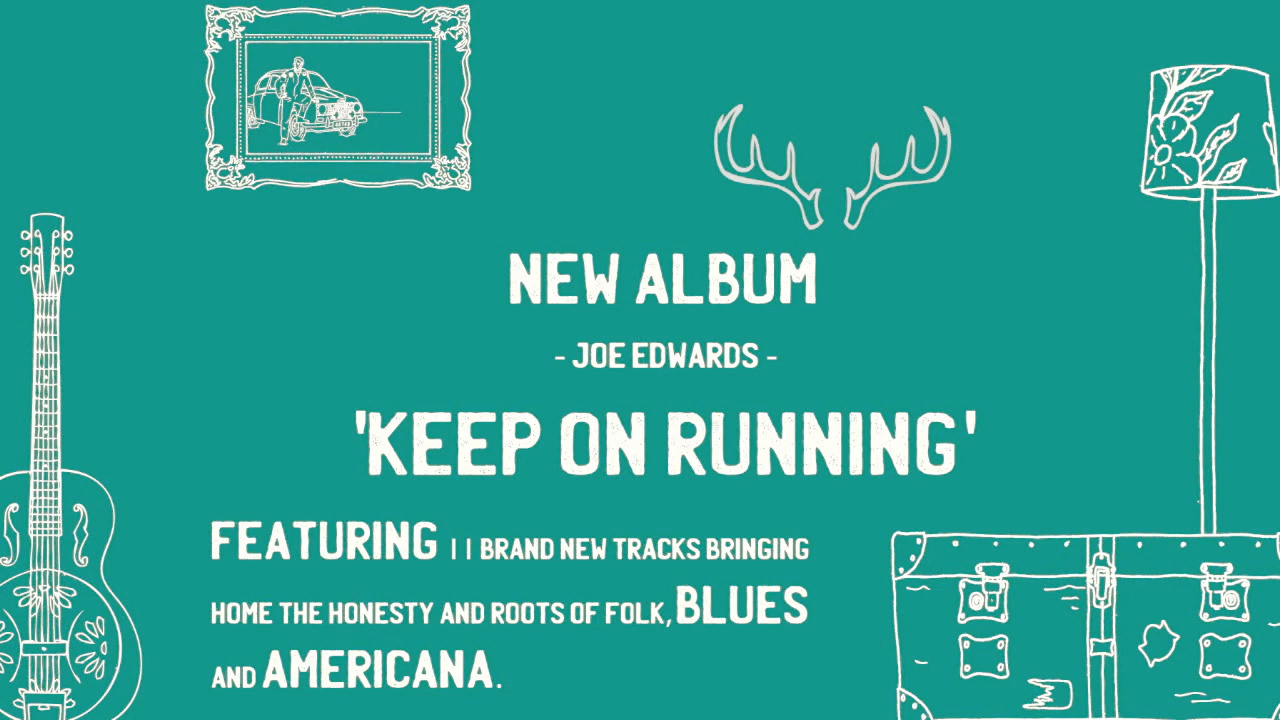 NEW ALBUM
- JOE EDWARDS -
'KEEP ON RUNNING'
FEATURING 11 BRAND NEW TRACKS BRINGING
HOME THE HONESTY AND ROOTS OF FOLK, BLUES
AND AMERICANA.